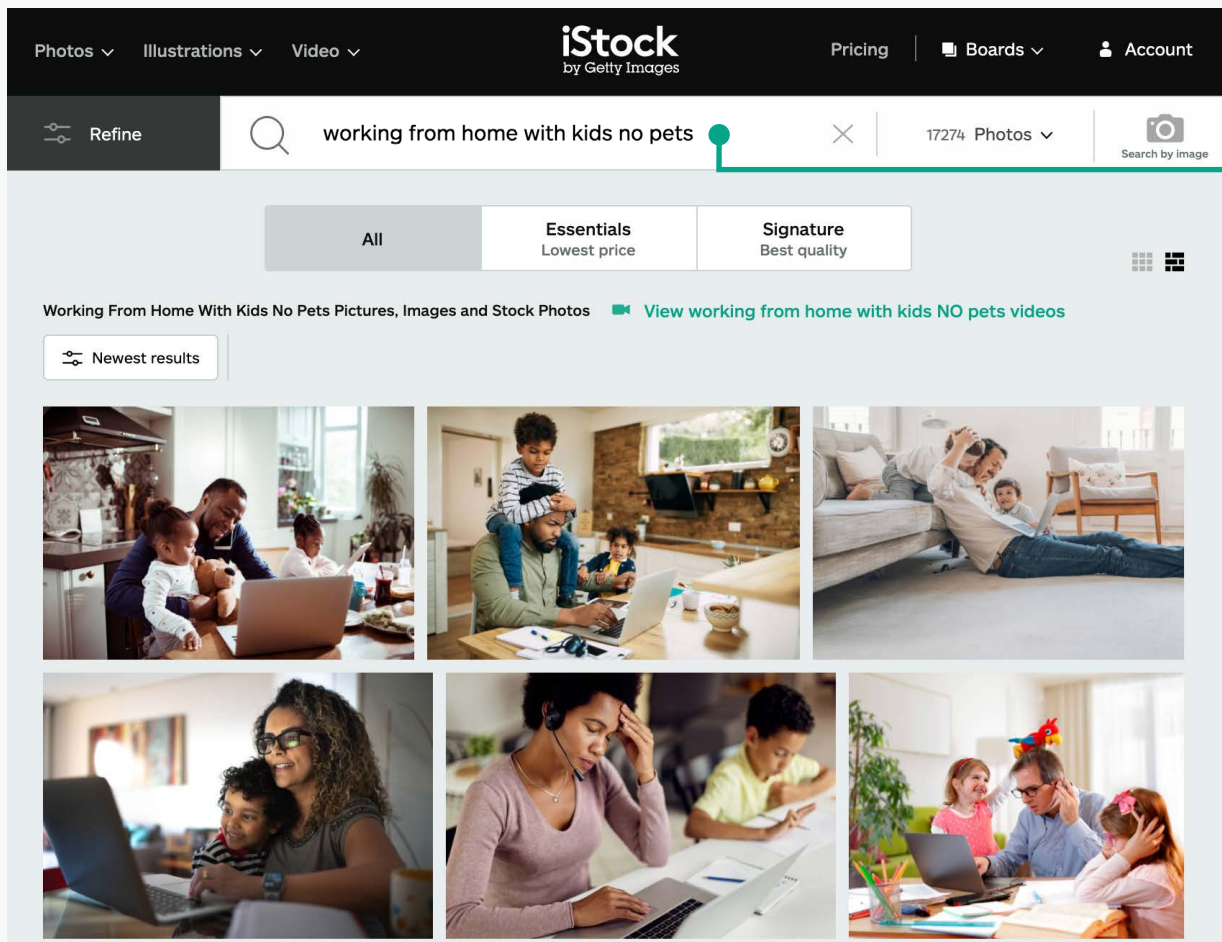 Photos Illustrations Video
iStock
by Getty Images
Pricing Boards Account
Refine
working from home with kids no pets
17274 Photos
Search by image
All
Essentials
Lowest price
Signature
Best quality
Working From Home With Kids No Pets Pictures, Images and Stock Photos View working from home with kids NO pets videos
Newest results